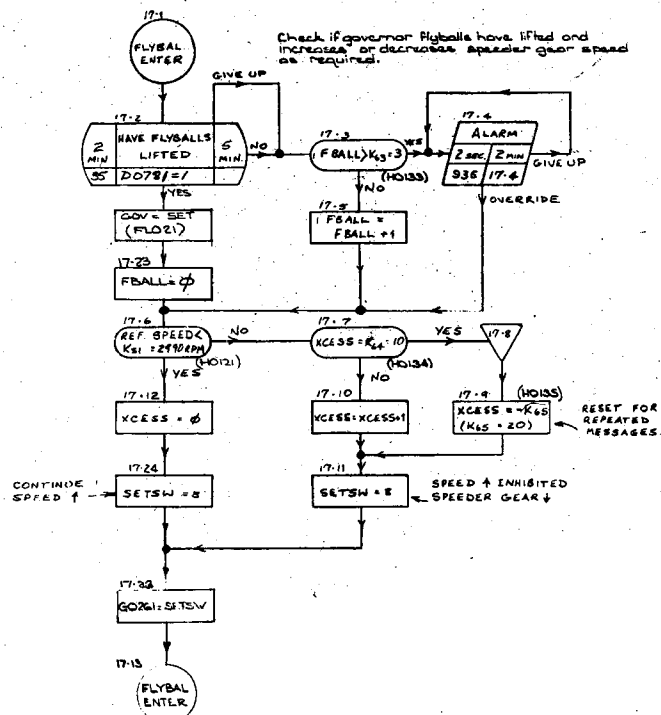 17-1
FLYBAL
ENTER
Check if governor flyballs have lifted and
increases or decreases speeder gear speed
as required.
GIVE UP
17-2
2
MIN
HAVE FLYBALLS
LIFTED
5
MIN.
35
D0781=1
NO
YES
17-3
FBALL>K63=3
YES
(H0133)
NO
17-4
ALARM
2 SEC.
2 MIN
936
17-4
GIVE UP
OVERRIDE
GOV = SET
(FL021)
17-5
FBALL =
FBALL +1
17-23
FBALL=∅
17-6
REF. SPEED<
K51 = 2990 RPM
(H0121)
NO
YES
17-7
XCESS=K64=10
(H0134)
YES
NO
17-8
17-12
XCESS = ∅
17-10
XCESS=XCESS+1
17-9
(H0135)
XCESS=-K65
(K65 = 20)
RESET FOR
REPEATED
MESSAGES.
17-24
CONTINUE
SPEED ↑
SETSW = 8
17-11
SETSW = 8
SPEED ↑ INHIBITED
SPEEDER GEAR ↓
17-22
G0261=SETSW
17-13
FLYBAL
ENTER